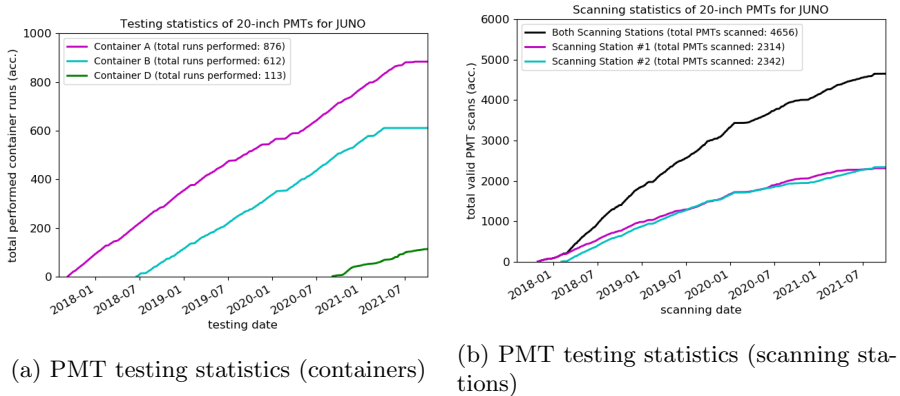 Testing statistics of 20-inch PMTs for JUNO
total performed container runs (acc.)
1000
800
600
400
200
0
Container A (total runs performed: 876)
Container B (total runs performed: 612)
Container D (total runs performed: 113)
2018-01
2018-07
2019-01
2019-07
2020-01
2020-07
2021-01
2021-07
testing date
(a) PMT testing statistics (containers)
Scanning statistics of 20-inch PMTs for JUNO
total valid PMT scans (acc.)
6000
5000
4000
3000
2000
1000
0
Both Scanning Stations (total PMTs scanned: 4656)
Scanning Station #1 (total PMTs scanned: 2314)
Scanning Station #2 (total PMTs scanned: 2342)
2018-01
2018-07
2019-01
2019-07
2020-01
2020-07
2021-01
2021-07
scanning date
(b) PMT testing statistics (scanning sta-
tions)